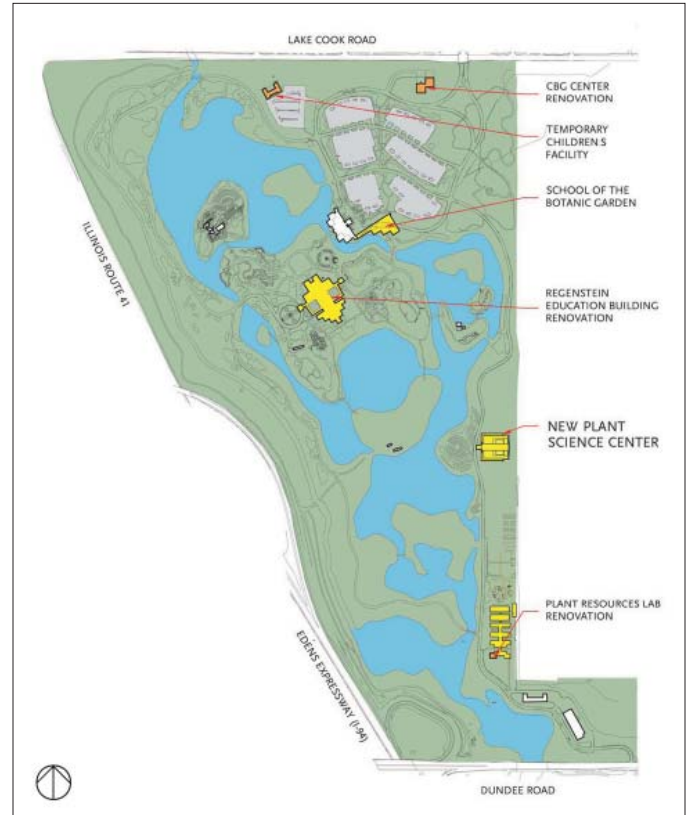 LAKE COOK ROAD
CBG CENTER
RENOVATION
TEMPORARY
CHILDREN S
FACILITY
SCHOOL OF THE
BOTANIC GARDEN
ILLINOIS ROUTE 41
REGENSTEIN
EDUCATION BUILDING
RENOVATION
NEW PLANT
SCIENCE CENTER
PLANT RESOURCES LAB
RENOVATION
EDENS EXPRESSWAY (I-94)
DUNDEE ROAD